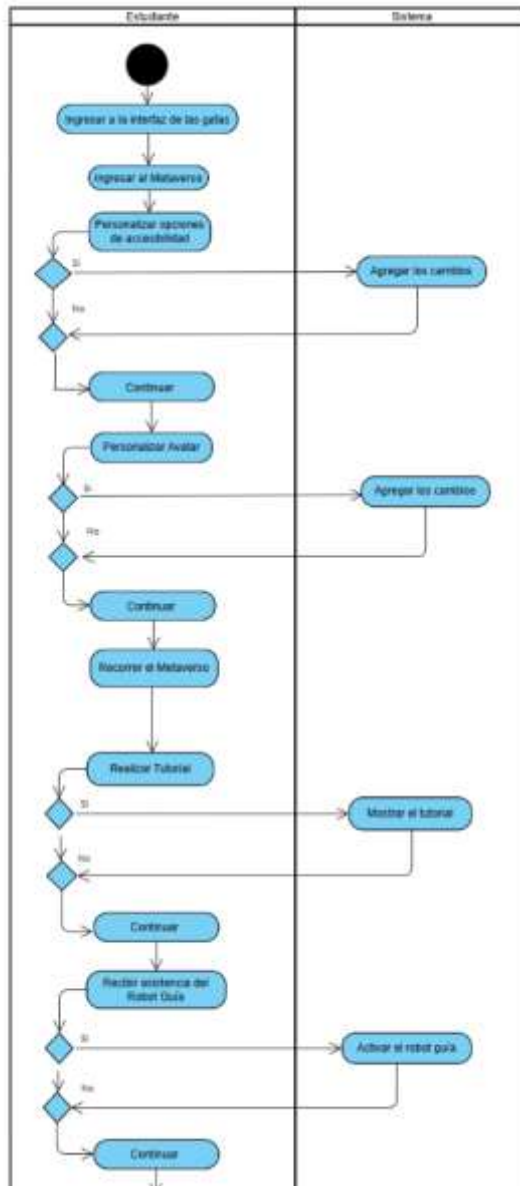 Estudiante
Sistema
Ingresar a la interfaz de las gafas
Ingresar al Metaverso
Personalizar opciones
de accesibilidad
Si
Agregar los cambios
No
Continuar
Personalizar Avatar
Si
Agregar los cambios
No
Continuar
Recorrer el Metaverso
Realizar Tutorial
Si
Mostrar el tutorial
No
Continuar
Recibir asistencia del
Robot Guía
Si
Activar el robot guía
No
Continuar